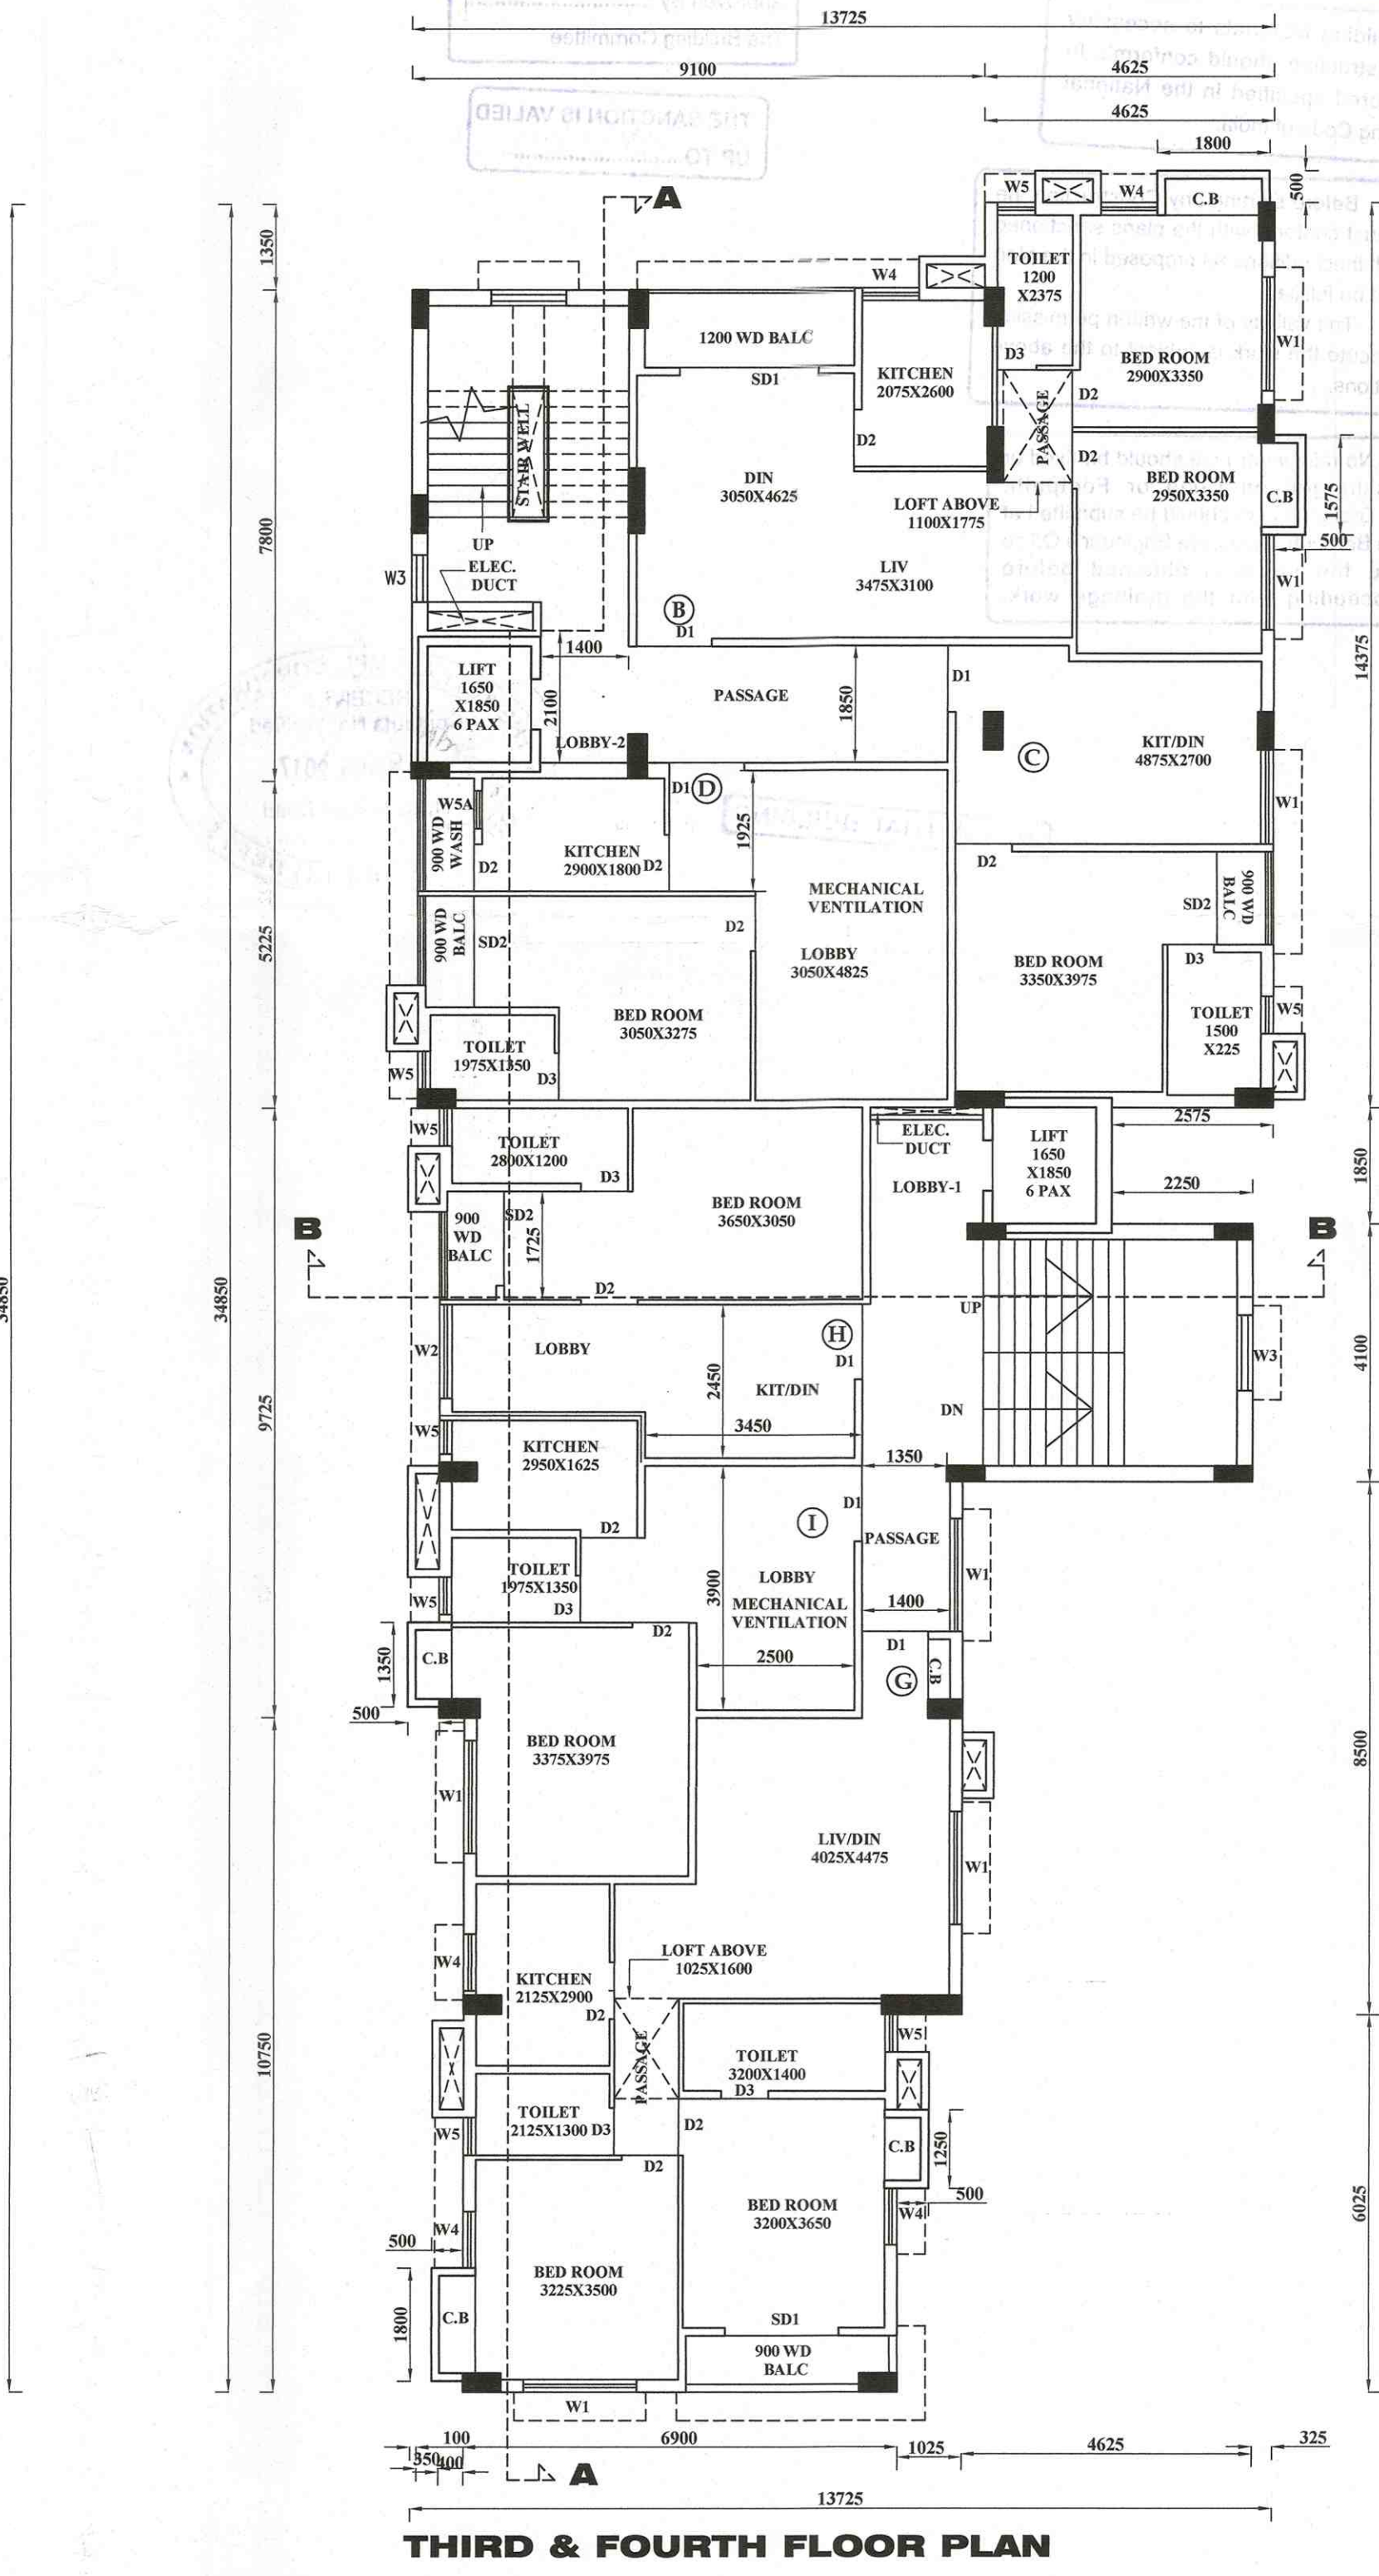 13725
9100
4625
4625
1800
500
A
W5
W4
C.B
1350
TOILET
1200
X2375
W4
1200 WD BALC
SD1
KITCHEN
2075X2600
D3
BED ROOM
2900X3350
W1
D2
PASSAGE
STAIR WELL
D2
D2
DIN
3050X4625
BED ROOM
2950X3350
C.B
1575
LOFT ABOVE
1100X1775
500
7800
UP
ELEC.
DUCT
W3
LIV
3475X3100
W1
B
D1
14375
LIFT
1650
X1850
6 PAX
1400
2100
PASSAGE
1850
D1
LOBBY-2
C
KIT/DIN
4875X2700
W1
D1
D
W5A
900 WD
WASH
D2
KITCHEN
2900X1800
D2
1925
D2
MECHANICAL
VENTILATION
900 WD
BALC
SD2
5225
900 WD
BALC
SD2
D2
LOBBY
3050X4825
BED ROOM
3350X3975
D3
BED ROOM
3050X3275
TOILET
1500
X225
W5
TOILET
1975X1350
D3
W5
2575
W5
TOILET
2800X1200
D3
ELEC.
DUCT
LIFT
1650
X1850
6 PAX
1850
LOBBY-1
2250
BED ROOM
3650X3050
900
WD
BALC
SD2
1725
B
B
D2
UP
34850
34850
W2
LOBBY
H
D1
W3
4100
2450
KIT/DIN
DN
9725
W5
3450
KITCHEN
2950X1625
1350
D1
I
D2
PASSAGE
TOILET
1975X1350
D3
3900
LOBBY
MECHANICAL
VENTILATION
W1
W5
1400
D2
D1
1350
C.B
2500
C.B
G
500
BED ROOM
3375X3975
8500
W1
LIV/DIN
4025X4475
W1
LOFT ABOVE
1025X1600
W4
KITCHEN
2125X2900
D2
W5
10750
PASSAGE
TOILET
3200X1400
D3
TOILET
2125X1300
D3
D2
W5
C.B
1250
D2
500
W4
BED ROOM
3200X3650
6025
W4
500
BED ROOM
3225X3500
C.B
1800
SD1
900 WD
BALC
W1
100
6900
1025
4625
325
350
400
A
13725
THIRD & FOURTH FLOOR PLAN